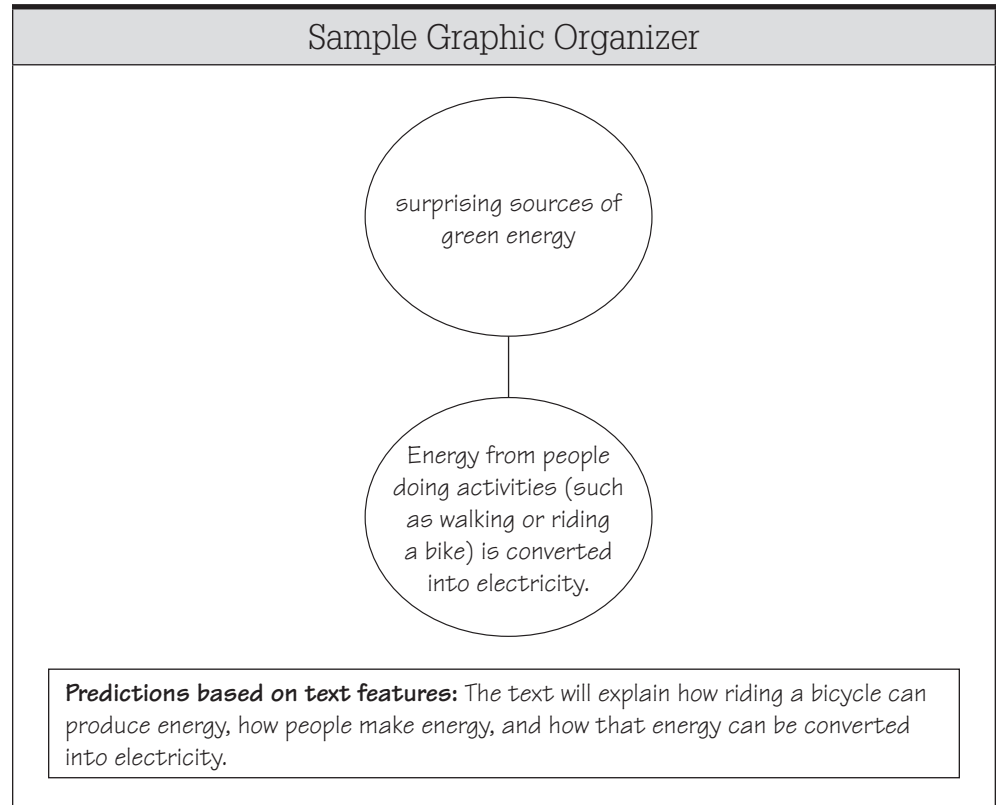 Sample Graphic Organizer
surprising sources of
green energy
Energy from people
doing activities (such
as walking or riding
a bike) is converted
into electricity.
Predictions based on text features: The text will explain how riding a bicycle can
produce energy, how people make energy, and how that energy can be converted
into electricity.